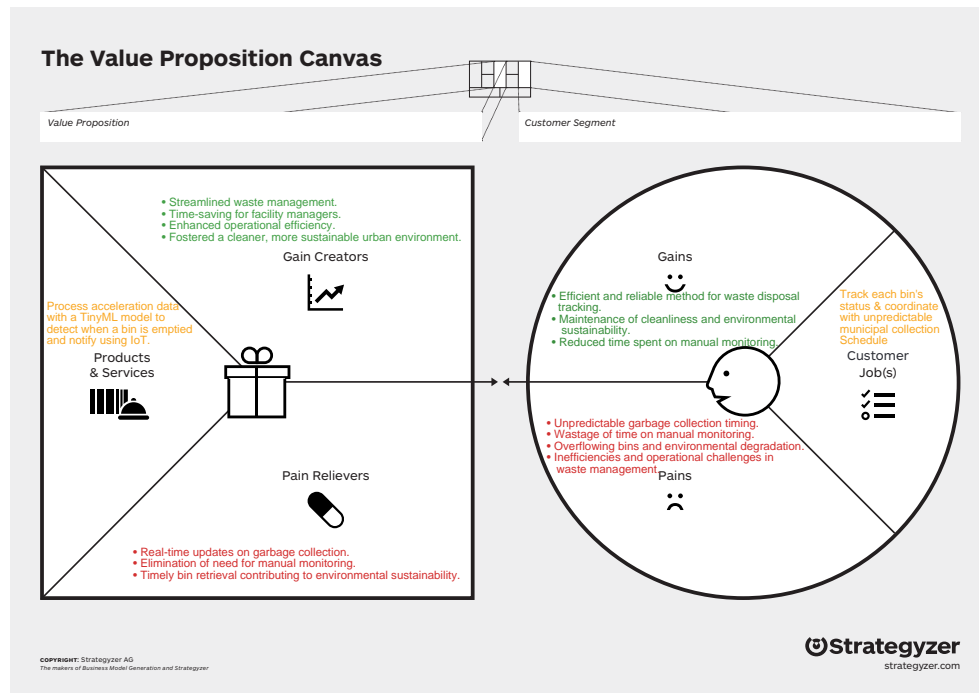 The Value Proposition Canvas
Value Proposition
Customer Segment
• Streamlined waste management.
• Time-saving for facility managers.
• Enhanced operational efficiency.
• Fostered a cleaner, more sustainable urban environment.
Gain Creators
Process acceleration data
with a TinyML model to
detect when a bin is emptied
and notify using IoT.
Products
& Services
Pain Relievers
• Real-time updates on garbage collection.
• Elimination of need for manual monitoring.
• Timely bin retrieval contributing to environmental sustainability.
Gains
• Efficient and reliable method for waste disposal
tracking.
• Maintenance of cleanliness and environmental
sustainability.
• Reduced time spent on manual monitoring.
Track each bin's
status & coordinate
with unpredictable
municipal collection
Schedule
Customer
Job(s)
• Unpredictable garbage collection timing.
• Wastage of time on manual monitoring.
• Overflowing bins and environmental degradation.
• Inefficiencies and operational challenges in
waste management.
Pains
COPYRIGHT: Strategyzer AG
The makers of Business Model Generation and Strategyzer
Strategyzer
strategyzer.com